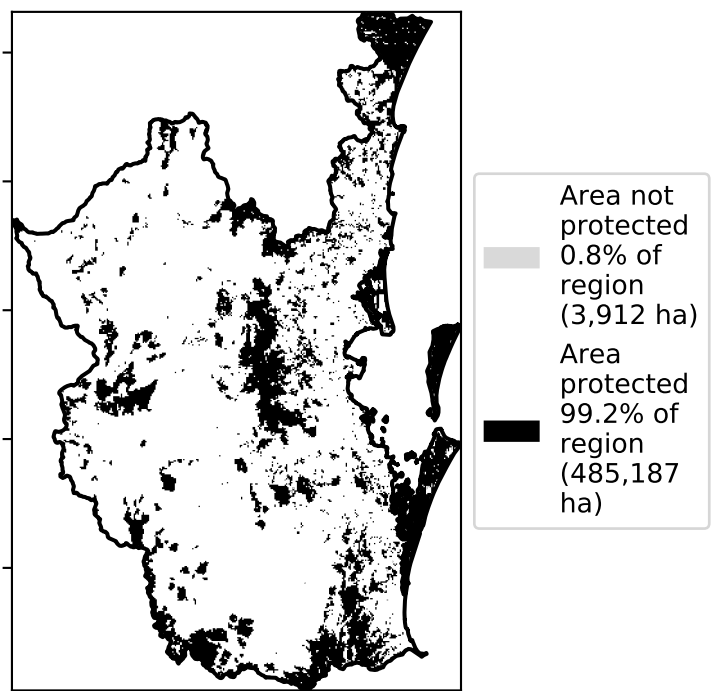 Area not
protected
0.8% of
region
(3,912 ha)
Area
protected
99.2% of
region
(485,187
ha)